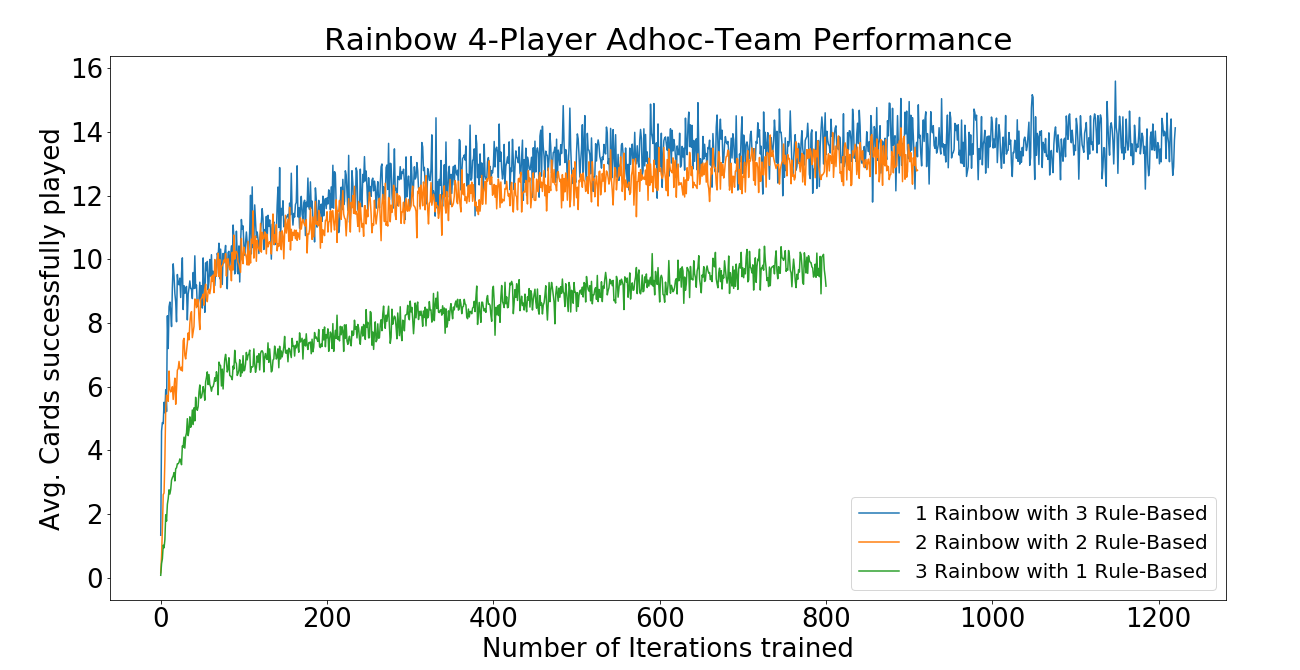 Rainbow 4-Player Adhoc-Team Performance
Avg. Cards successfully played
16
14
12
10
8
6
4
2
0
1 Rainbow with 3 Rule-Based
2 Rainbow with 2 Rule-Based
3 Rainbow with 1 Rule-Based
0 200 400 600 800 1000 1200
Number of Iterations trained